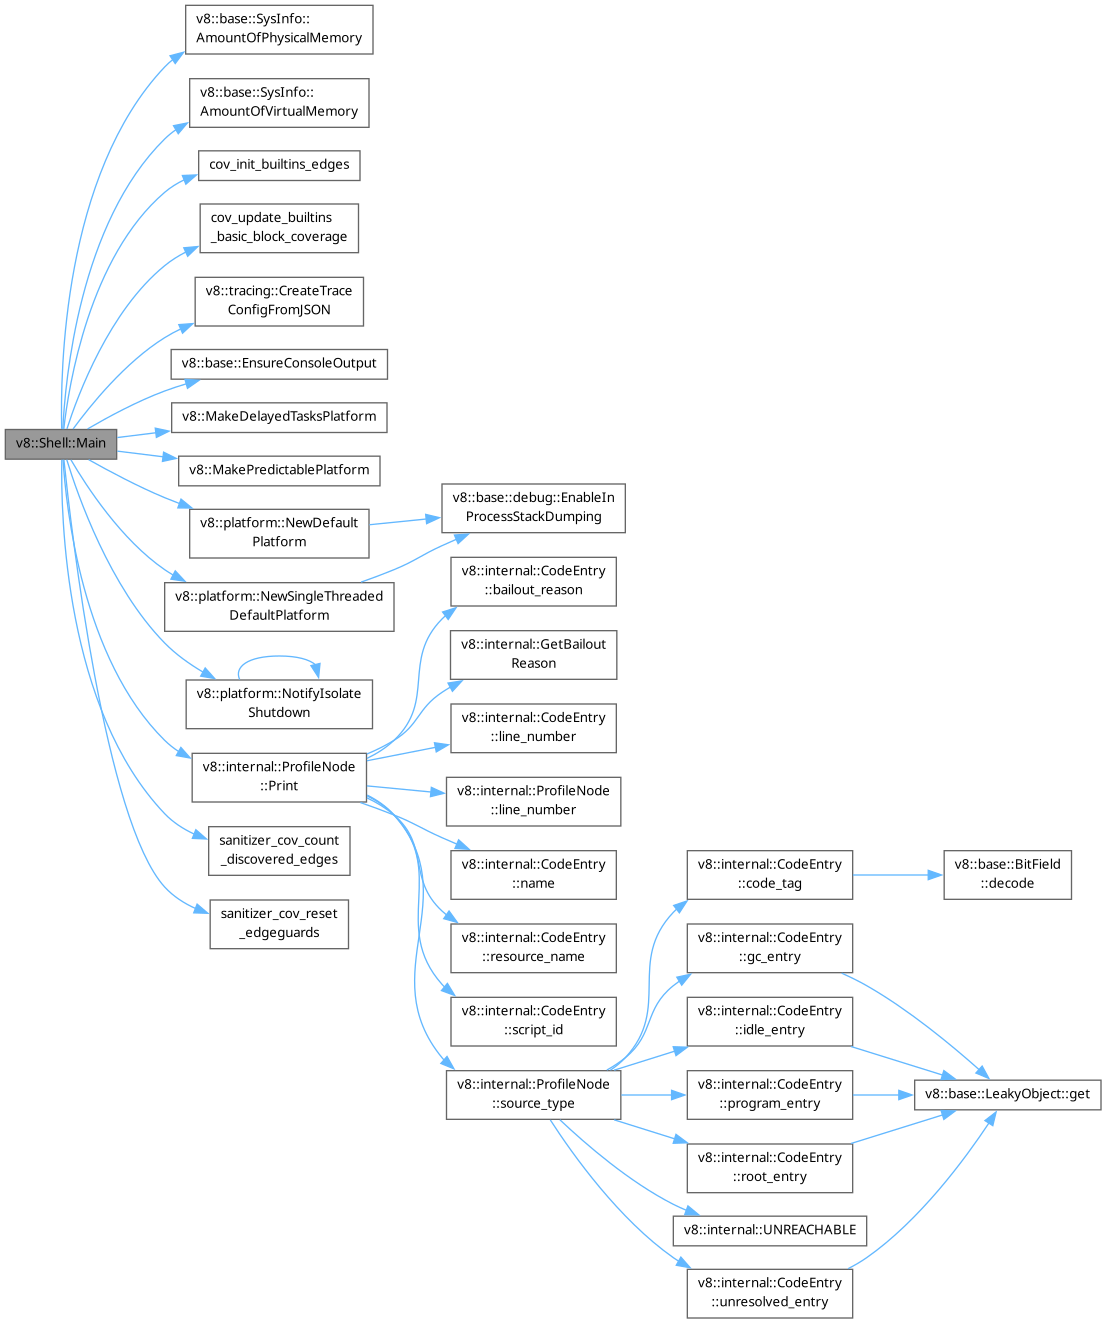 v8::base::SysInfo::
AmountOfPhysicalMemory
v8::base::SysInfo::
AmountOfVirtualMemory
cov_init_builtins_edges
cov_update_builtins
_basic_block_coverage
v8::tracing::CreateTrace
ConfigFromJSON
v8::base::EnsureConsoleOutput
v8::MakeDelayedTasksPlatform
v8::Shell::Main
v8::MakePredictablePlatform
v8::platform::NewDefault
Platform
v8::base::debug::EnableIn
ProcessStackDumping
v8::platform::NewSingleThreaded
DefaultPlatform
v8::internal::CodeEntry
::bailout_reason
v8::internal::GetBailout
Reason
v8::platform::NotifyIsolate
Shutdown
v8::internal::CodeEntry
::line_number
v8::internal::ProfileNode
::Print
v8::internal::ProfileNode
::line_number
sanitizer_cov_count
_discovered_edges
v8::internal::CodeEntry
::name
v8::internal::CodeEntry
::code_tag
v8::base::BitField
::decode
sanitizer_cov_reset
_edgeguards
v8::internal::CodeEntry
::resource_name
v8::internal::CodeEntry
::gc_entry
v8::internal::CodeEntry
::script_id
v8::internal::CodeEntry
::idle_entry
v8::internal::ProfileNode
::source_type
v8::internal::CodeEntry
::program_entry
v8::base::LeakyObject::get
v8::internal::CodeEntry
::root_entry
v8::internal::UNREACHABLE
v8::internal::CodeEntry
::unresolved_entry